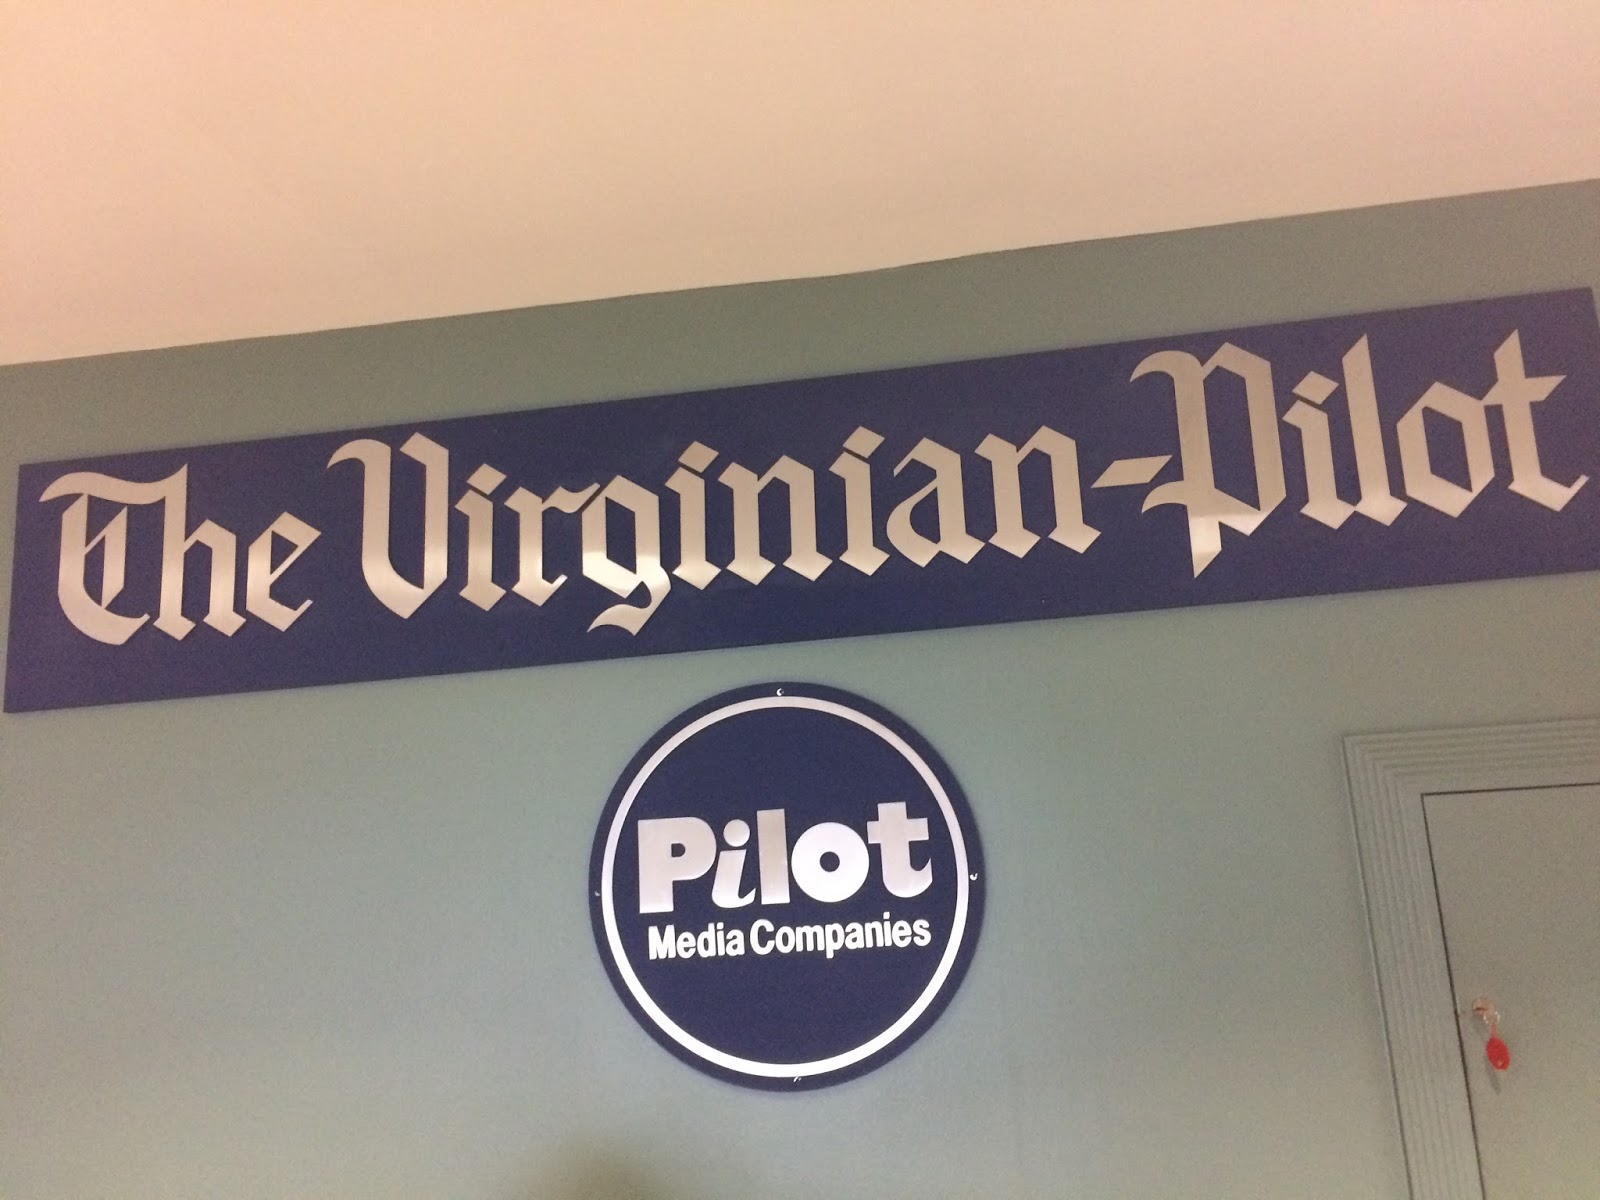 The Virginian-Pilot
Pilot
Media Companies